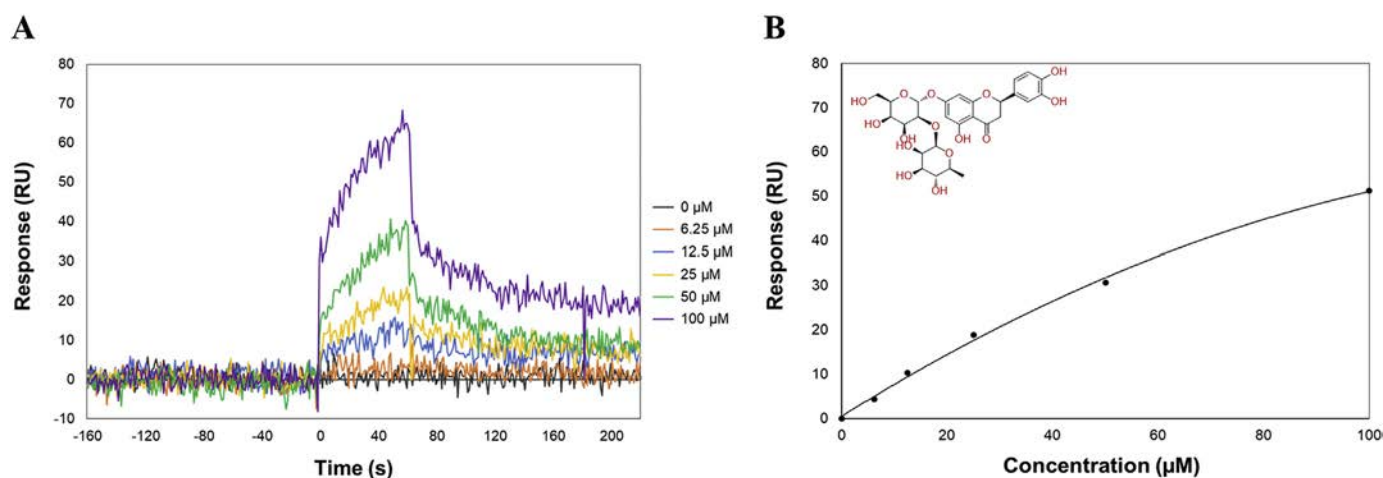 A
80
70
60
50
40
30
20
10
0
-10
-160
-120
-80
-40
0
40
80
120
160
200
Response (RU)
Time (s)
0 µM
6.25 µM
12.5 µM
25 µM
50 µM
100 µM
B
80
70
60
50
40
30
20
10
0
0
20
40
60
80
100
Response (RU)
Concentration (µM)
HO
O
O
O
OH
OH
HO
HO
OH
O
OH
O
HO
O
HO
HO
OH